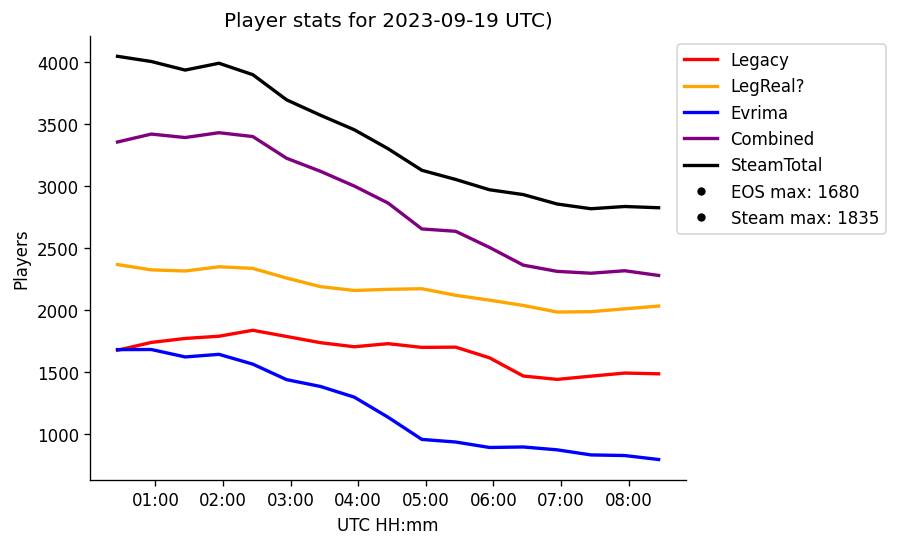 Player stats for 2023-09-19 UTC)
Legacy
LegReal?
Evrima
Combined
SteamTotal
EOS max: 1680
Steam max: 1835
Players
4000
3500
3000
2500
2000
1500
1000
01:00 02:00 03:00 04:00 05:00 06:00 07:00 08:00
UTC HH:mm